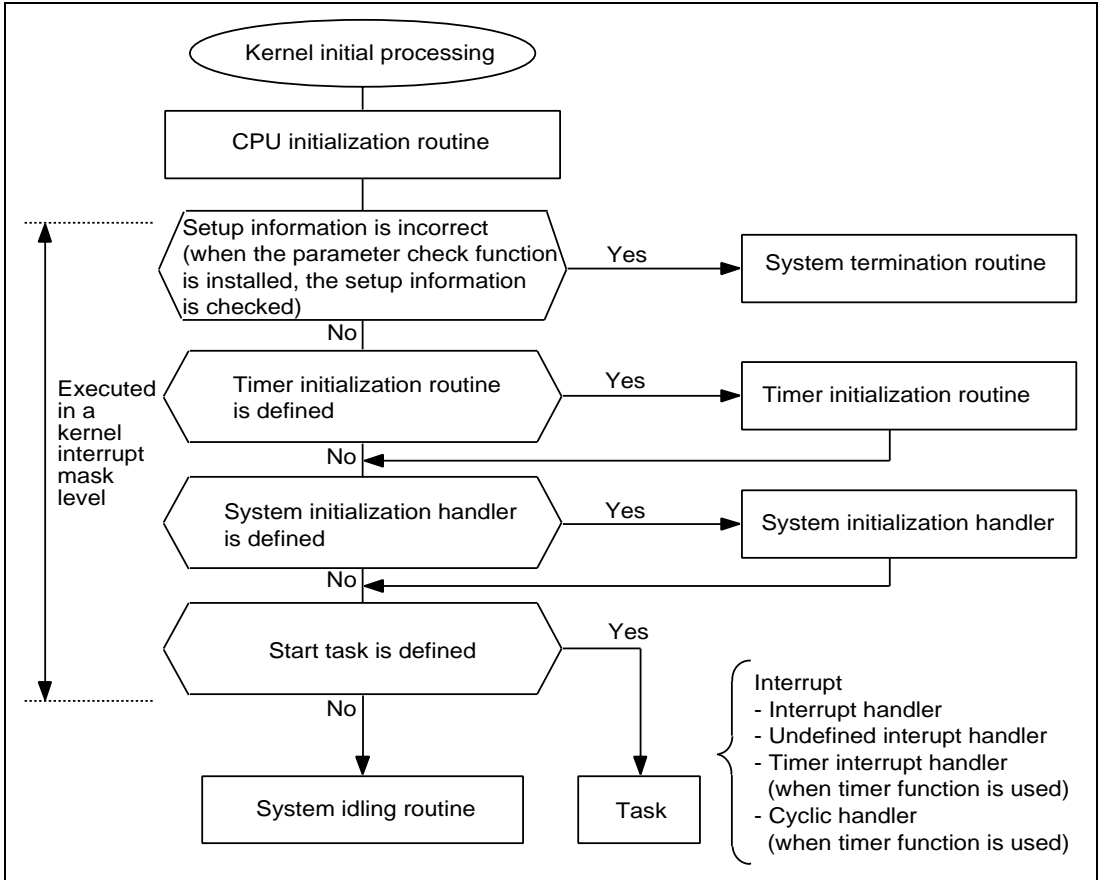 Kernel initial processing
CPU initialization routine
Setup information is incorrect
(when the parameter check function
is installed, the setup information
is checked)
Yes
System termination routine
No
Timer initialization routine
is defined
Yes
Timer initialization routine
Executed
in a
kernel
interrupt
mask
level
No
System initialization handler
is defined
Yes
System initialization handler
No
Start task is defined
Yes
No
System idling routine
Task
Interrupt
- Interrupt handler
- Undefined interupt handler
- Timer interrupt handler
(when timer function is used)
- Cyclic handler
(when timer function is used)